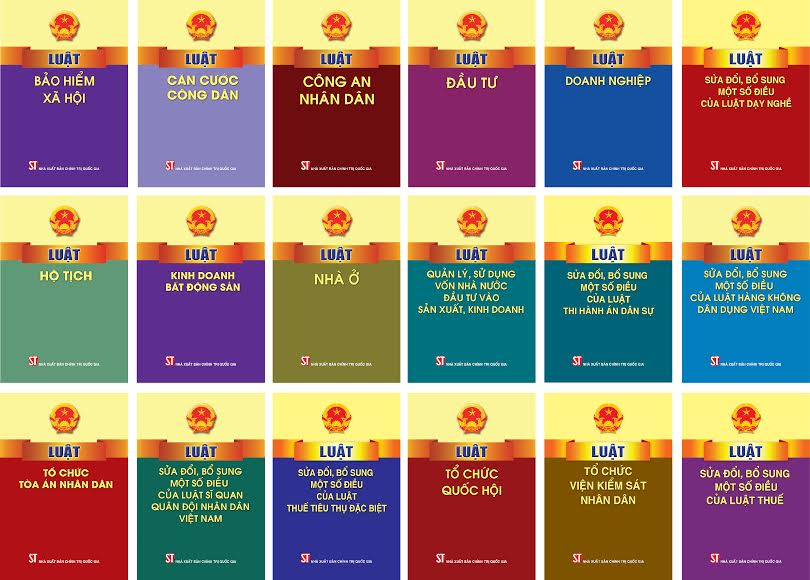 LUẬT
BẢO HIỂM
XÃ HỘI
ST NHÀ XUẤT BẢN CHÍNH TRỊ QUỐC GIA
LUẬT
CĂN CƯỚC
CÔNG DÂN
ST NHÀ XUẤT BẢN CHÍNH TRỊ QUỐC GIA
LUẬT
CÔNG AN
NHÂN DÂN
ST NHÀ XUẤT BẢN CHÍNH TRỊ QUỐC GIA
LUẬT
ĐẦU TƯ
ST NHÀ XUẤT BẢN CHÍNH TRỊ QUỐC GIA
LUẬT
DOANH NGHIỆP
ST NHÀ XUẤT BẢN CHÍNH TRỊ QUỐC GIA
LUẬT
SỬA ĐỔI, BỔ SUNG
MỘT SỐ ĐIỀU
CỦA LUẬT DẠY NGHỀ
ST NHÀ XUẤT BẢN CHÍNH TRỊ QUỐC GIA
LUẬT
HỘ TỊCH
ST NHÀ XUẤT BẢN CHÍNH TRỊ QUỐC GIA
LUẬT
KINH DOANH
BẤT ĐỘNG SẢN
ST NHÀ XUẤT BẢN CHÍNH TRỊ QUỐC GIA
LUẬT
NHÀ Ở
ST NHÀ XUẤT BẢN CHÍNH TRỊ QUỐC GIA
LUẬT
QUẢN LÝ, SỬ DỤNG
VỐN NHÀ NƯỚC
ĐẦU TƯ VÀO
SẢN XUẤT, KINH DOANH
ST NHÀ XUẤT BẢN CHÍNH TRỊ QUỐC GIA
LUẬT
SỬA ĐỔI, BỔ SUNG
MỘT SỐ ĐIỀU
CỦA LUẬT
THI HÀNH ÁN DÂN SỰ
ST NHÀ XUẤT BẢN CHÍNH TRỊ QUỐC GIA
LUẬT
SỬA ĐỔI, BỔ SUNG
MỘT SỐ ĐIỀU
CỦA LUẬT HÀNG KHÔNG
DÂN DỤNG VIỆT NAM
ST NHÀ XUẤT BẢN CHÍNH TRỊ QUỐC GIA
LUẬT
TỔ CHỨC
TÒA ÁN NHÂN DÂN
ST NHÀ XUẤT BẢN CHÍNH TRỊ QUỐC GIA
LUẬT
SỬA ĐỔI, BỔ SUNG
MỘT SỐ ĐIỀU
CỦA LUẬT SĨ QUAN
QUÂN ĐỘI NHÂN DÂN
VIỆT NAM
ST NHÀ XUẤT BẢN CHÍNH TRỊ QUỐC GIA
LUẬT
SỬA ĐỔI, BỔ SUNG
MỘT SỐ ĐIỀU
CỦA LUẬT
THUẾ TIÊU THỤ ĐẶC BIỆT
ST NHÀ XUẤT BẢN CHÍNH TRỊ QUỐC GIA
LUẬT
TỔ CHỨC
QUỐC HỘI
ST NHÀ XUẤT BẢN CHÍNH TRỊ QUỐC GIA
LUẬT
TỔ CHỨC
VIỆN KIỂM SÁT
NHÂN DÂN
ST NHÀ XUẤT BẢN CHÍNH TRỊ QUỐC GIA
LUẬT
SỬA ĐỔI, BỔ SUNG
MỘT SỐ ĐIỀU
CỦA LUẬT THUẾ
ST NHÀ XUẤT BẢN CHÍNH TRỊ QUỐC GIA